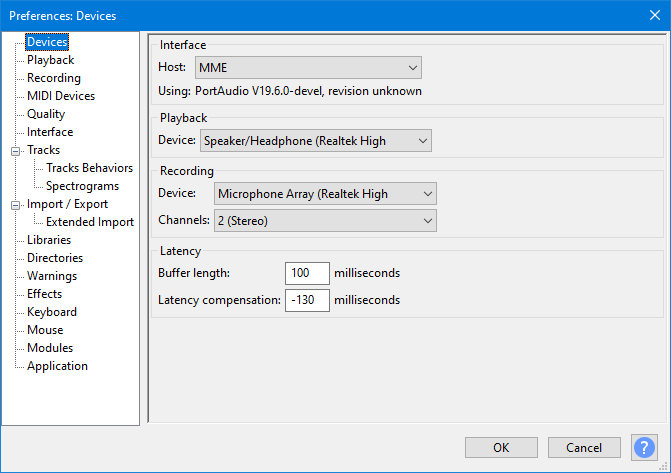 Preferences: Devices
Devices
Playback
Recording
MIDI Devices
Quality
Interface
Tracks
Tracks Behaviors
Spectrograms
Import / Export
Extended Import
Libraries
Directories
Warnings
Effects
Keyboard
Mouse
Modules
Application
Interface
Host: MME
Using: PortAudio V19.6.0-devel, revision unknown
Playback
Device: Speaker/Headphone (Realtek High
Recording
Device: Microphone Array (Realtek High
Channels: 2 (Stereo)
Latency
Buffer length: 100 milliseconds
Latency compensation: -130 milliseconds
OK Cancel ?